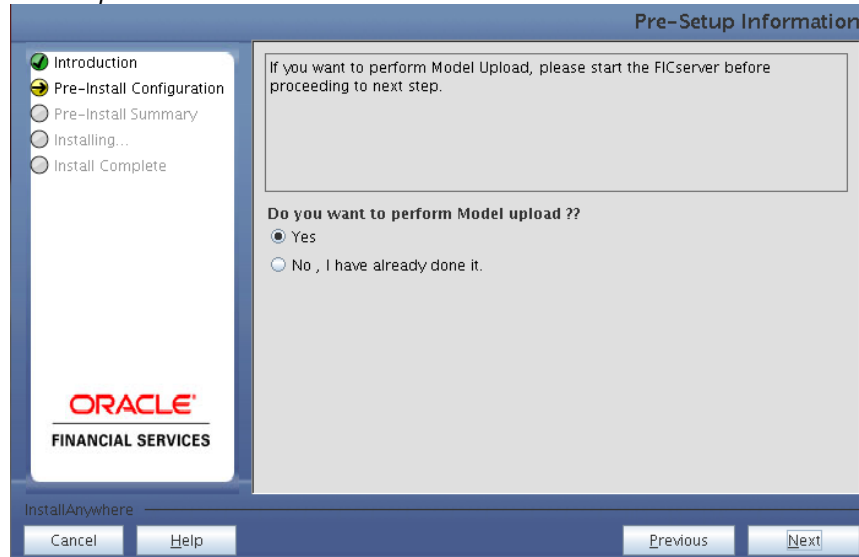 Pre-Setup Information
Introduction
Pre-Install Configuration
Pre-Install Summary
Installing...
Install Complete
If you want to perform Model Upload, please start the FICserver before
proceeding to next step.
Do you want to perform Model upload ??
Yes
No , I have already done it.
ORACLE
FINANCIAL SERVICES
InstallAnywhere
Cancel
Help
Previous
Next